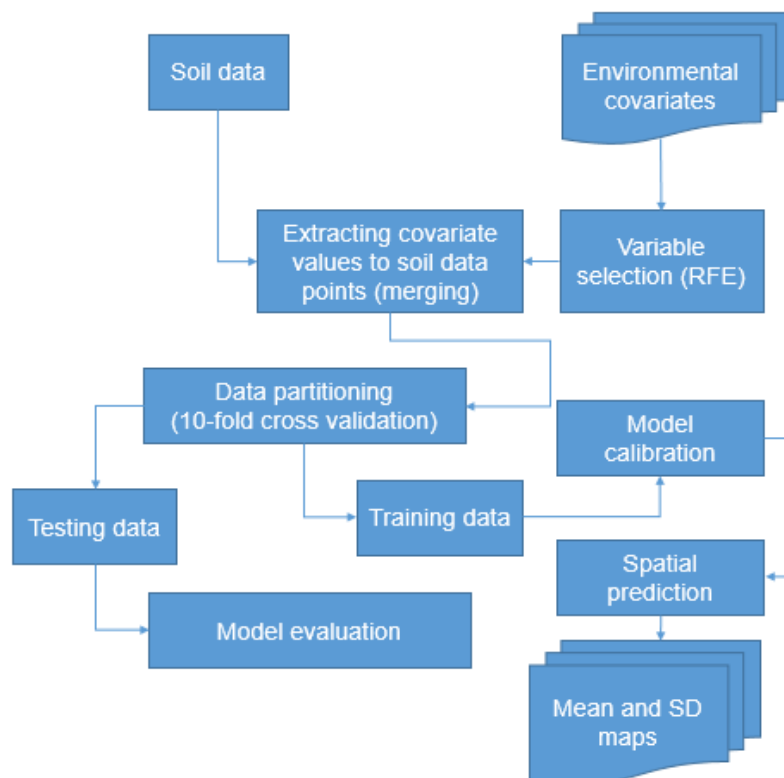 Soil data
Environmental
covariates
Extracting covariate
values to soil data
points (merging)
Variable
selection (RFE)
Data partitioning
(10-fold cross validation)
Model
calibration
Testing data
Training data
Spatial
prediction
Model evaluation
Mean and SD
maps